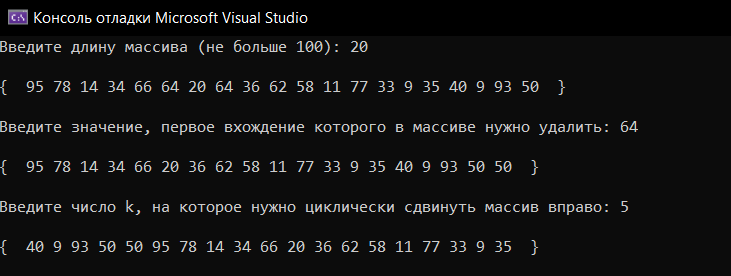 Консоль отладки Microsoft Visual Studio
Введите длину массива (не больше 100): 20
{ 95 78 14 34 66 64 20 64 36 62 58 11 77 33 9 35 40 9 93 50 }
Введите значение, первое вхождение которого в массиве нужно удалить: 64
{ 95 78 14 34 66 20 36 62 58 11 77 33 9 35 40 9 93 50 50 }
Введите число k, на которое нужно циклически сдвинуть массив вправо: 5
{ 40 9 93 50 50 95 78 14 34 66 20 36 62 58 11 77 33 9 35 }